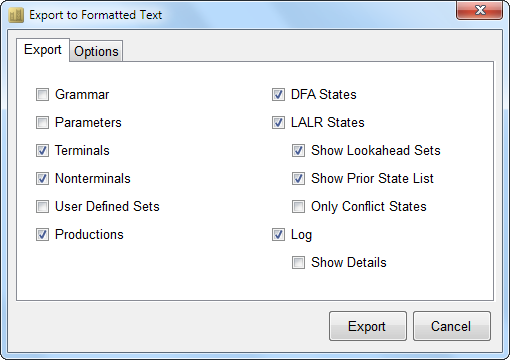 Export to Formatted Text
Export
Options
Grammar
Parameters
Terminals
Nonterminals
User Defined Sets
Productions
DFA States
LALR States
Show Lookahead Sets
Show Prior State List
Only Conflict States
Log
Show Details
Export
Cancel